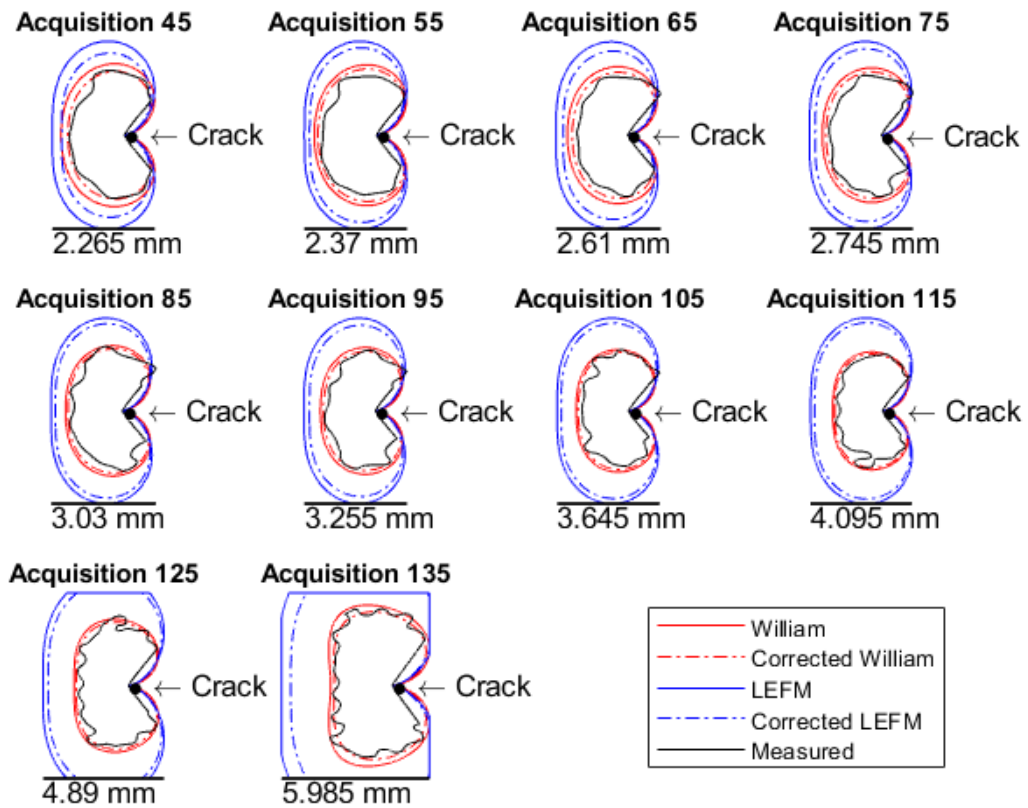 Acquisition 45
Acquisition 55
Acquisition 65
Acquisition 75
← Crack
← Crack
← Crack
← Crack
2.265 mm
2.37 mm
2.61 mm
2.745 mm
Acquisition 85
Acquisition 95
Acquisition 105
Acquisition 115
← Crack
← Crack
← Crack
← Crack
3.03 mm
3.255 mm
3.645 mm
4.095 mm
Acquisition 125
Acquisition 135
← Crack
← Crack
4.89 mm
5.985 mm
William
Corrected William
LEFM
Corrected LEFM
Measured